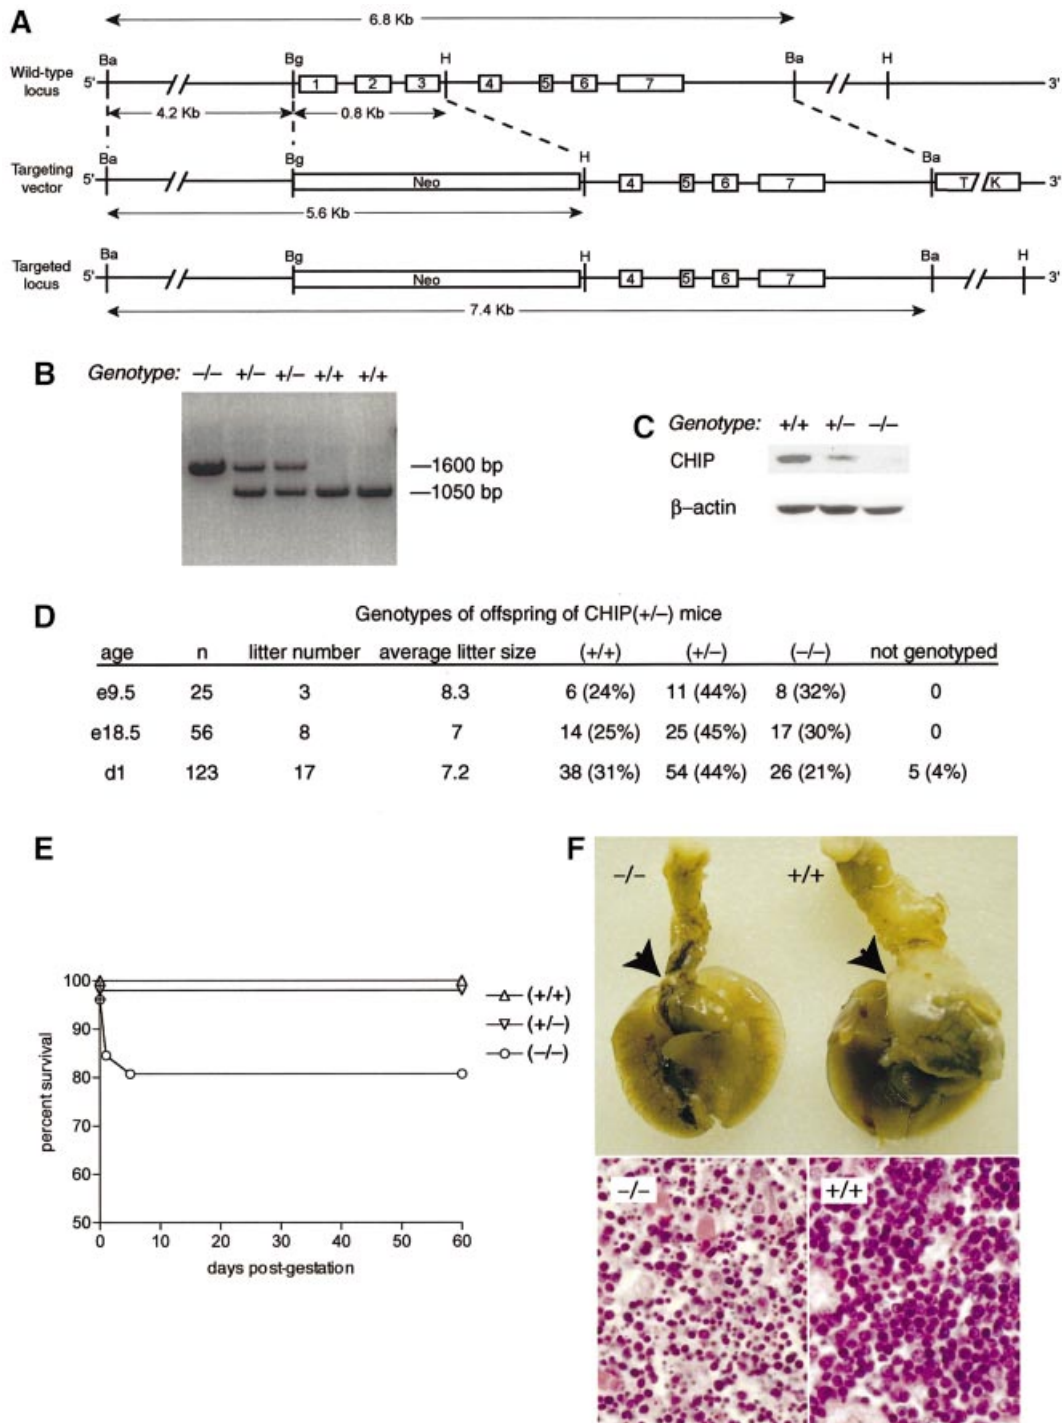 A
6.8 Kb
Wild-type locus 5' Ba Bg 1 2 3 H 4 5 6 7 Ba H 3'
4.2 Kb 0.8 Kb
Targeting vector 5' Ba Bg Neo H 4 5 6 7 Ba T K 3'
5.6 Kb
Targeted locus 5' Ba Bg Neo H 4 5 6 7 Ba H 3'
7.4 Kb
B
Genotype: –/– +/– +/– +/+ +/+
1600 bp
1050 bp
C
Genotype: +/+ +/– –/–
CHIP
β–actin
D
Genotypes of offspring of CHIP(+/–) mice
age n litter number average litter size (+/+) (+/–) (–/–) not genotyped
e9.5 25 3 8.3 6 (24%) 11 (44%) 8 (32%) 0
e18.5 56 8 7 14 (25%) 25 (45%) 17 (30%) 0
d1 123 17 7.2 38 (31%) 54 (44%) 26 (21%) 5 (4%)
E
percent survival
100
90
80
70
60
50
0 10 20 30 40 50 60
days post-gestation
(+/+)
(+/–)
(–/–)
F
–/– +/+
–/– +/+